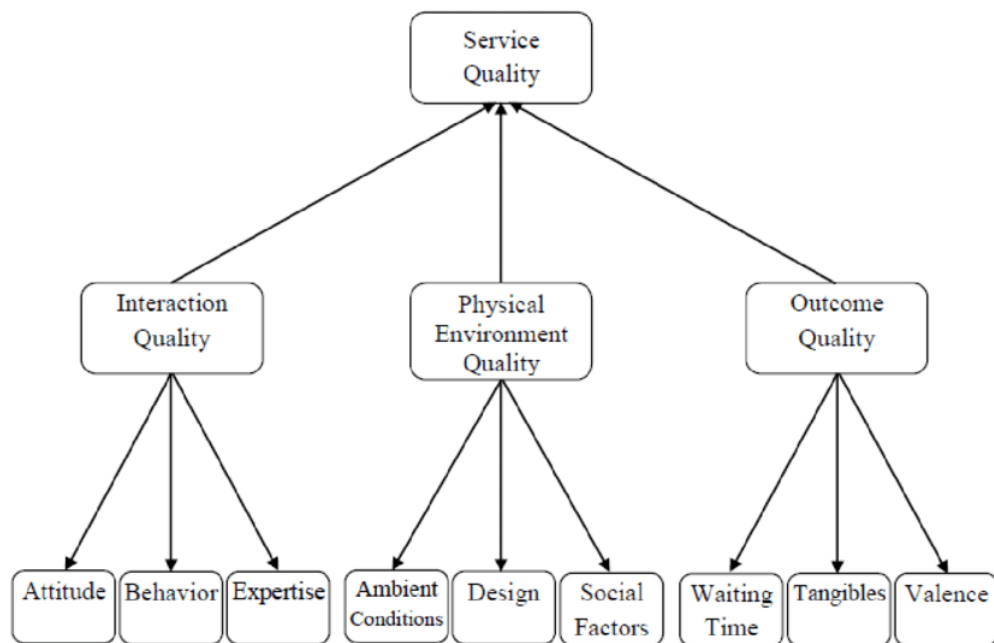 Service
Quality
Interaction
Quality
Physical
Environment
Quality
Outcome
Quality
Attitude
Behavior
Expertise
Ambient
Conditions
Design
Social
Factors
Waiting
Time
Tangibles
Valence